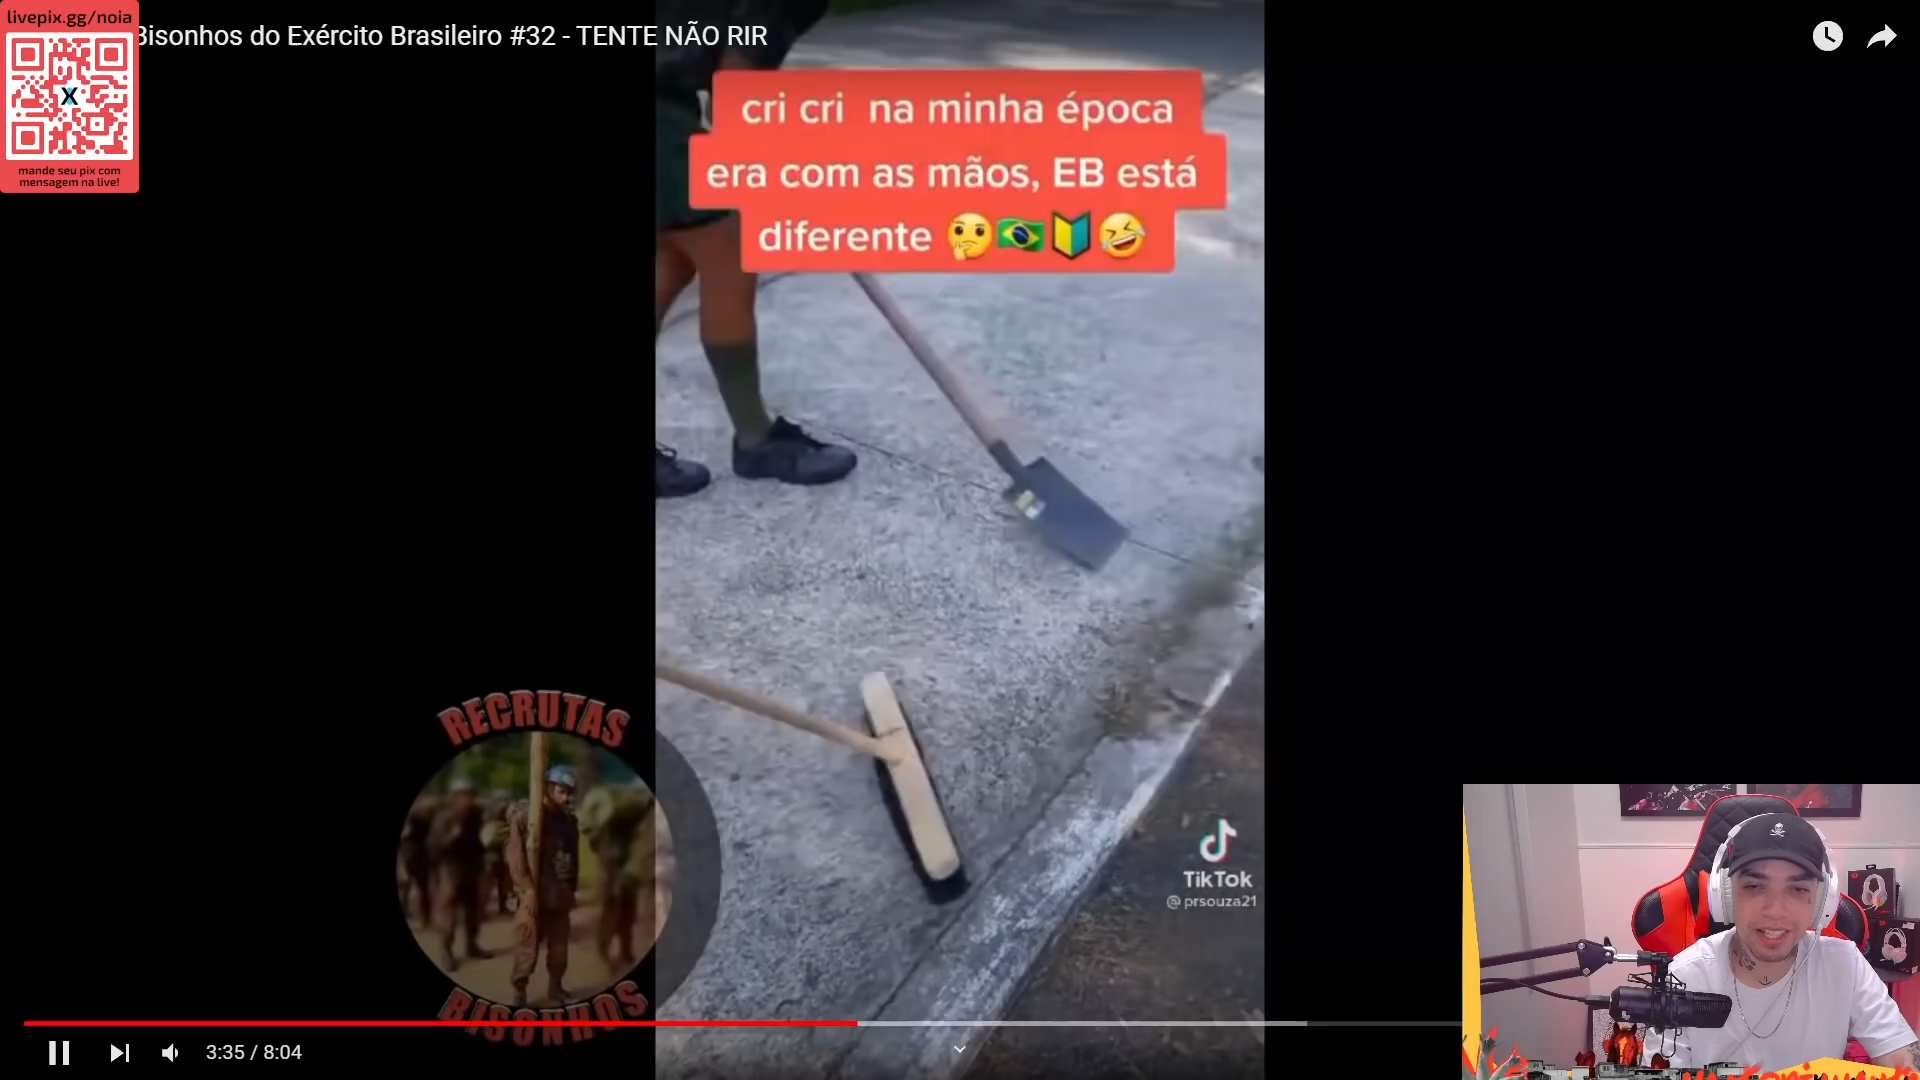 livepix.gg/noia
Bisonhos do Exército Brasileiro #32 - TENTE NÃO RIR
X
mande seu pix com
mensagem na live!
cri cri na minha época
era com as mãos, EB está
diferente 🤔🇧🇷🔰🤣
RECRUTAS
BISONHOS
TikTok
@prsouza21
3:35 / 8:04